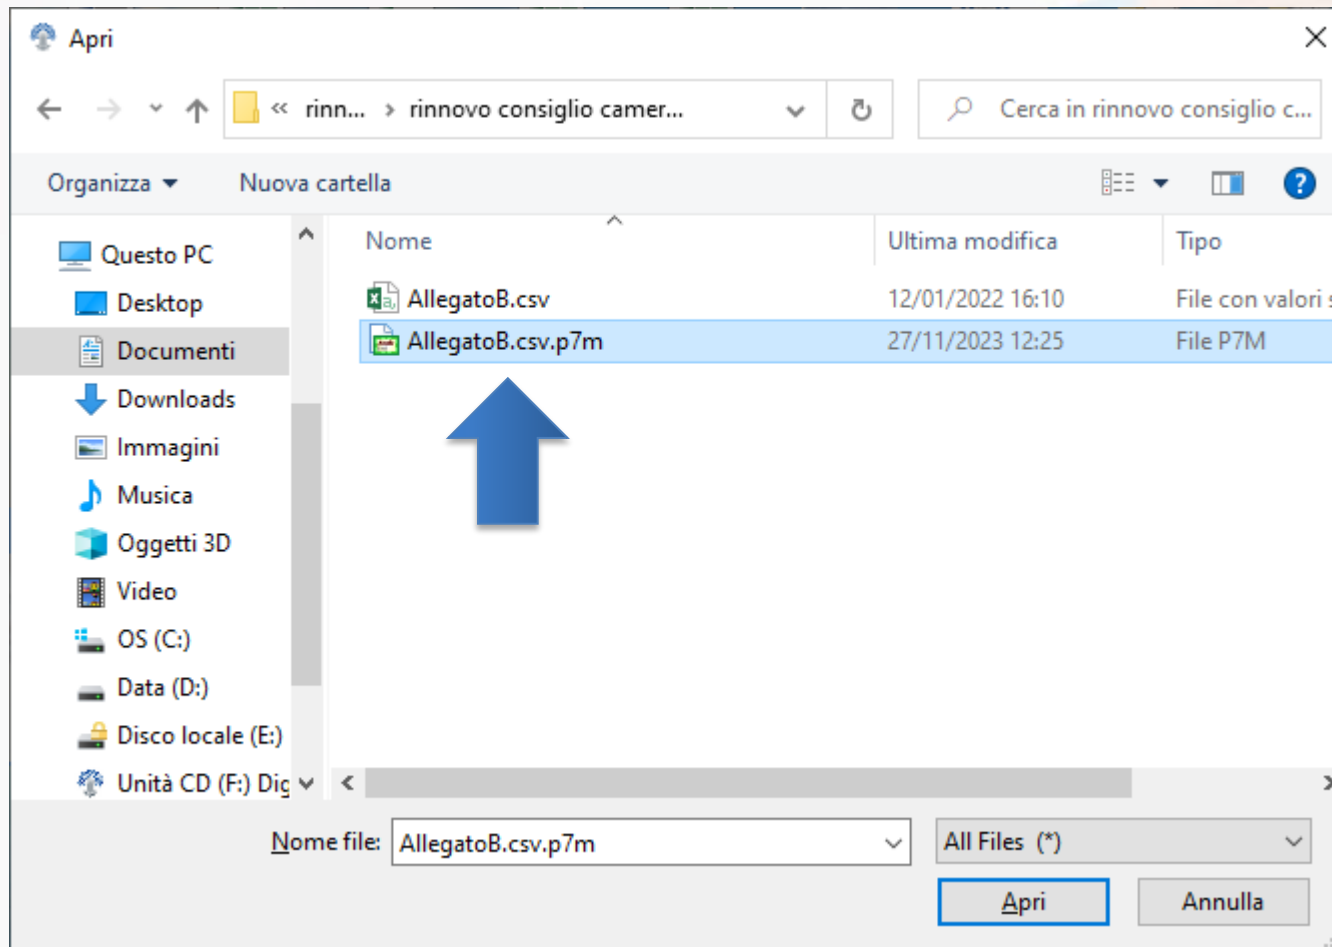 Apri
« rinn... › rinnovo consiglio camer...
Cerca in rinnovo consiglio c...
Organizza
Nuova cartella
Nome
Ultima modifica
Tipo
Questo PC
Desktop
Documenti
Downloads
Immagini
Musica
Oggetti 3D
Video
OS (C:)
Data (D:)
Disco locale (E:)
Unità CD (F:) Dig
AllegatoB.csv 12/01/2022 16:10 File con valori s
AllegatoB.csv.p7m 27/11/2023 12:25 File P7M
Nome file: AllegatoB.csv.p7m
All Files (*)
Apri
Annulla